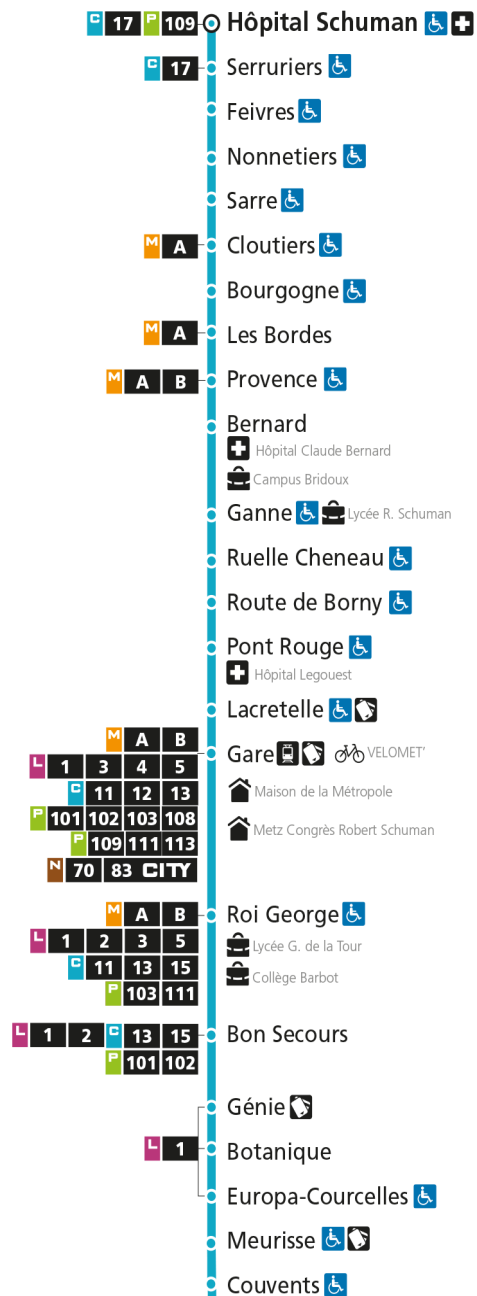 C 17 P 109 Hôpital Schuman
C 17 Serruriers
Feivres
Nonnetiers
Sarre
M A Cloutiers
Bourgogne
M A Les Bordes
M A B Provence
Bernard
Hôpital Claude Bernard
Campus Bridoux
Ganne Lycée R. Schuman
Ruelle Cheneau
Route de Borny
Pont Rouge
Hôpital Legouest
Lacretelle
M A B
L 1 3 4 5
C 11 12 13
P 101 102 103 108
P 109 111 113
N 70 83 CITY
Gare VELOMET'
Maison de la Métropole
Metz Congrès Robert Schuman
M A B
L 1 2 3 5
C 11 13 15
P 103 111
Roi George
Lycée G. de la Tour
Collège Barbot
L 1 2 C 13 15
P 101 102
Bon Secours
Génie
L 1 Botanique
Europa-Courcelles
Meurisse
Couvents